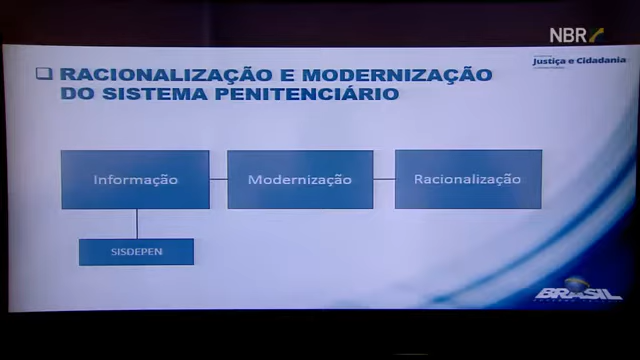 NBR
Justiça e Cidadania
RACIONALIZAÇÃO E MODERNIZAÇÃO
DO SISTEMA PENITENCIÁRIO
Informação
Modernização
Racionalização
SISDEPEN
BRASIL